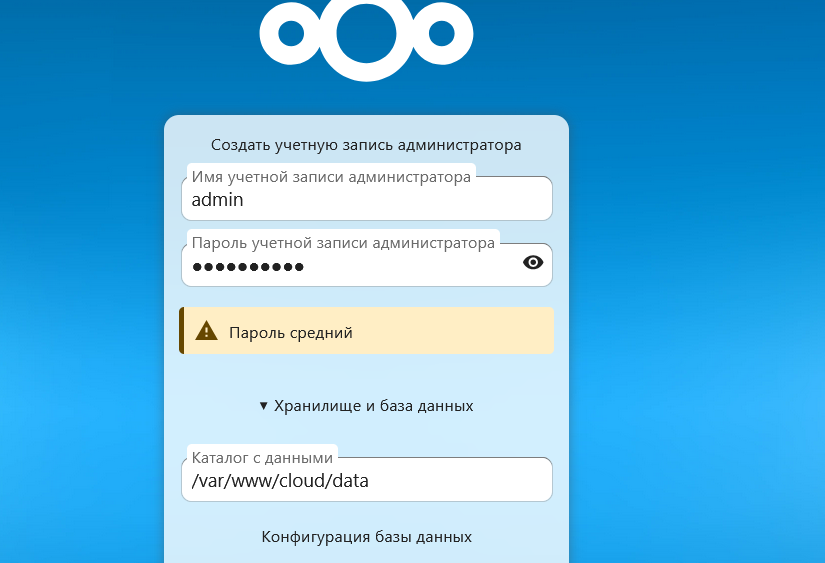 Создать учетную запись администратора
Имя учетной записи администратора
admin
Пароль учетной записи администратора
Пароль средний
▼ Хранилище и база данных
Каталог с данными
/var/www/cloud/data
Конфигурация базы данных